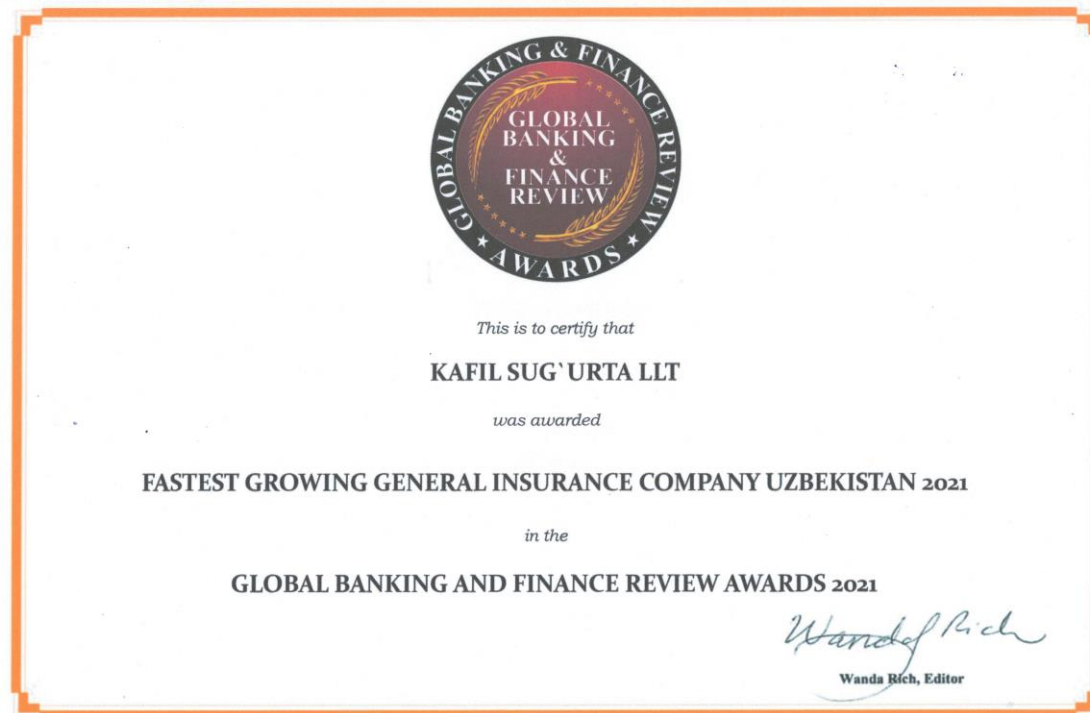 GLOBAL BANKING & FINANCE REVIEW
★ AWARDS ★
GLOBAL
BANKING
&
FINANCE
REVIEW
This is to certify that
KAFIL SUG`URTA LLT
was awarded
FASTEST GROWING GENERAL INSURANCE COMPANY UZBEKISTAN 2021
in the
GLOBAL BANKING AND FINANCE REVIEW AWARDS 2021
Wanda Rich
Wanda Rich, Editor